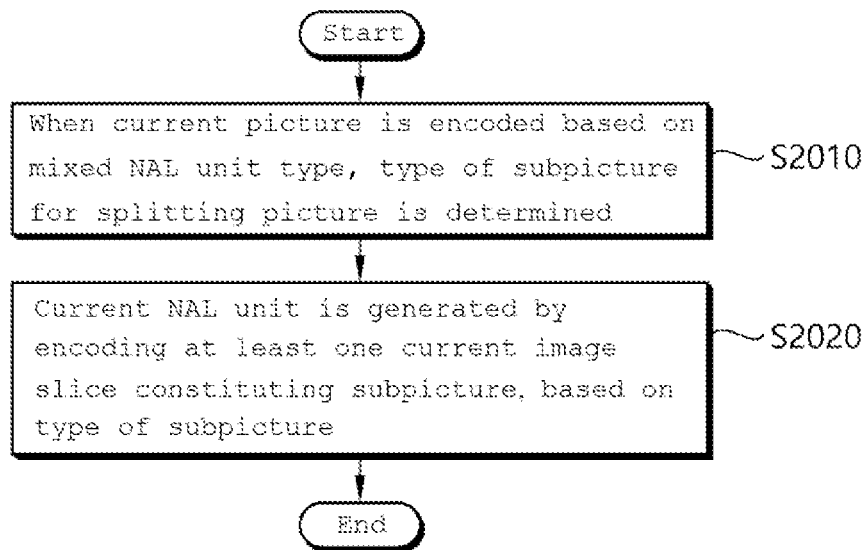 Start
When current picture is encoded based on
mixed NAL unit type, type of subpicture
for splitting picture is determined
S2010
Current NAL unit is generated by
encoding at least one current image
slice constituting subpicture, based on
type of subpicture
S2020
End